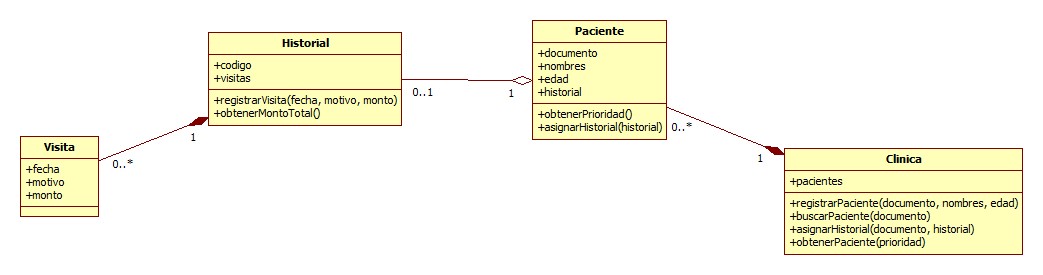 Historial
+codigo
+visitas
+registrarVisita(fecha, motivo, monto)
+obtenerMontoTotal()
Paciente
+documento
+nombres
+edad
+historial
+obtenerPrioridad()
+asignarHistorial(historial)
0..1
1
Visita
+fecha
+motivo
+monto
0..*
1
0..*
1
Clinica
+pacientes
+registrarPaciente(documento, nombres, edad)
+buscarPaciente(documento)
+asignarHistorial(documento, historial)
+obtenerPaciente(prioridad)